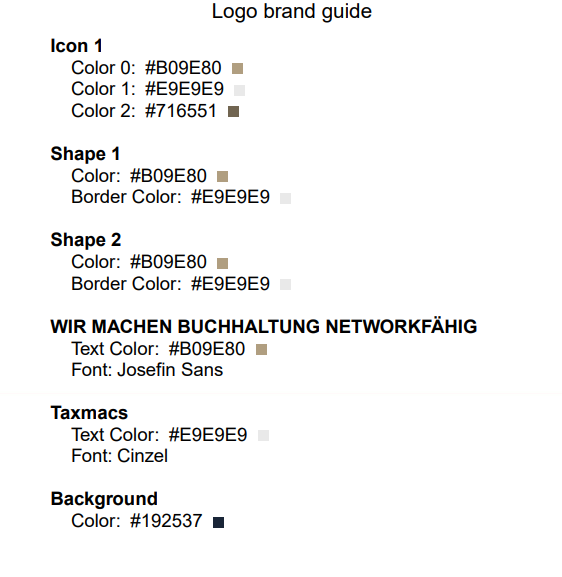 Logo brand guide
Icon 1
Color 0: #B09E80
Color 1: #E9E9E9
Color 2: #716551
Shape 1
Color: #B09E80
Border Color: #E9E9E9
Shape 2
Color: #B09E80
Border Color: #E9E9E9
WIR MACHEN BUCHHALTUNG NETWORKFÄHIG
Text Color: #B09E80
Font: Josefin Sans
Taxmacs
Text Color: #E9E9E9
Font: Cinzel
Background
Color: #192537